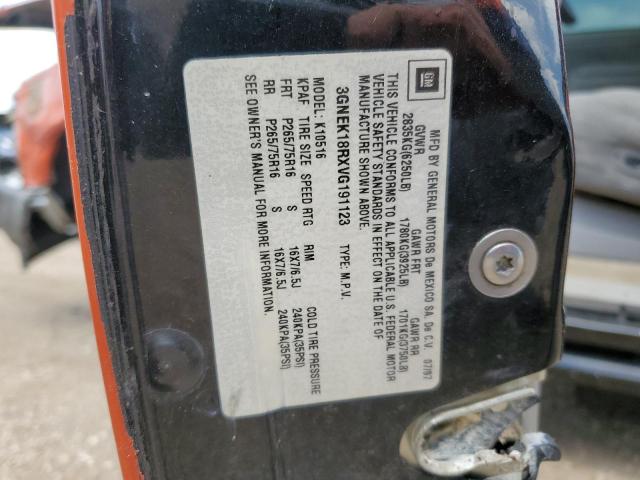 GM
MFD BY GENERAL MOTORS De MEXICO SA. De C.V. 07/97
GVWR GAWR FRT GAWR RR
2835KG(6250LB) 1780KG(3925LB) 1701KG(3750LB)
THIS VEHICLE CONFORMS TO ALL APPLICABLE U.S. FEDERAL MOTOR
VEHICLE SAFETY STANDARDS IN EFFECT ON THE DATE OF
MANUFACTURE SHOWN ABOVE.
3GNEK18RXVG191123 TYPE: M.P.V.
MODEL: K10516
KPAF TIRE SIZE SPEED RTG RIM COLD TIRE PRESSURE
FRT P265/75R16 S 16X7/6.5J 240KPA(35PSI)
RR P265/75R16 S 16X7/6.5J 240KPA(35PSI)
SEE OWNER'S MANUAL FOR MORE INFORMATION.